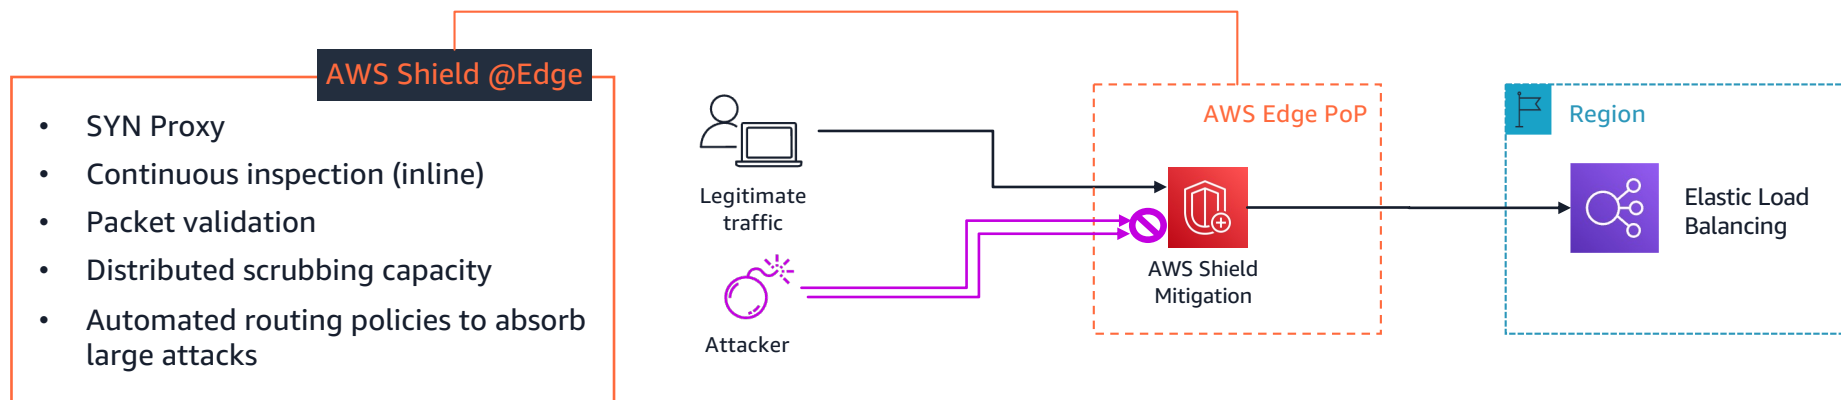 AWS Shield @Edge
• SYN Proxy
• Continuous inspection (inline)
• Packet validation
• Distributed scrubbing capacity
• Automated routing policies to absorb
large attacks
Legitimate
traffic
Attacker
AWS Edge PoP
AWS Shield
Mitigation
Region
Elastic Load
Balancing